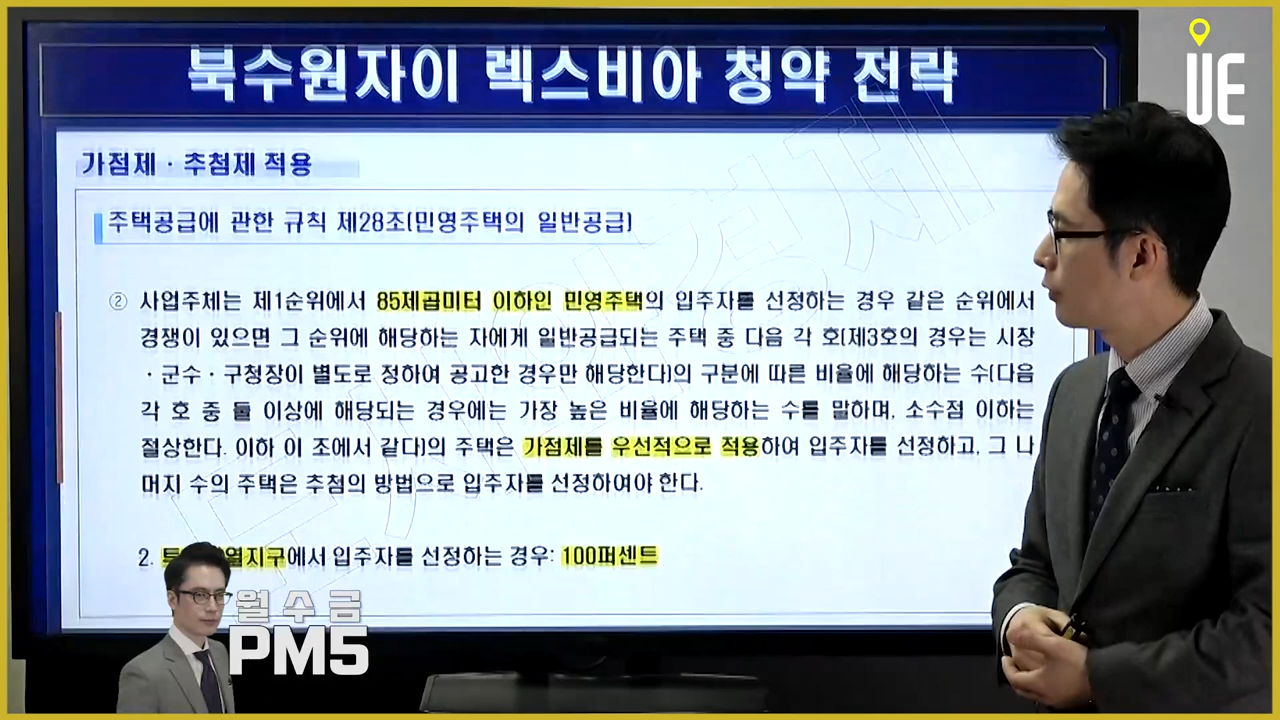 북수원자이 렉스비아 청약 전략
UE
가점제 · 추첨제 적용
주택공급에 관한 규칙 제28조(민영주택의 일반공급)
② 사업주체는 제1순위에서 85제곱미터 이하인 민영주택의 입주자를 선정하는 경우 같은 순위에서
경쟁이 있으면 그 순위에 해당하는 자에게 일반공급되는 주택 중 다음 각 호(제3호의 경우는 시장
· 군수 · 구청장이 별도로 정하여 공고한 경우만 해당한다)의 구분에 따른 비율에 해당하는 수(다음
각 호 중 둘 이상에 해당되는 경우에는 가장 높은 비율에 해당하는 수를 말하며, 소수점 이하는
절상한다. 이하 이 조에서 같다)의 주택은 가점제를 우선적으로 적용하여 입주자를 선정하고, 그 나
머지 수의 주택은 추첨의 방법으로 입주자를 선정하여야 한다.
2. 지구에서 입주자를 선정하는 경우: 100퍼센트
월수금
PM5